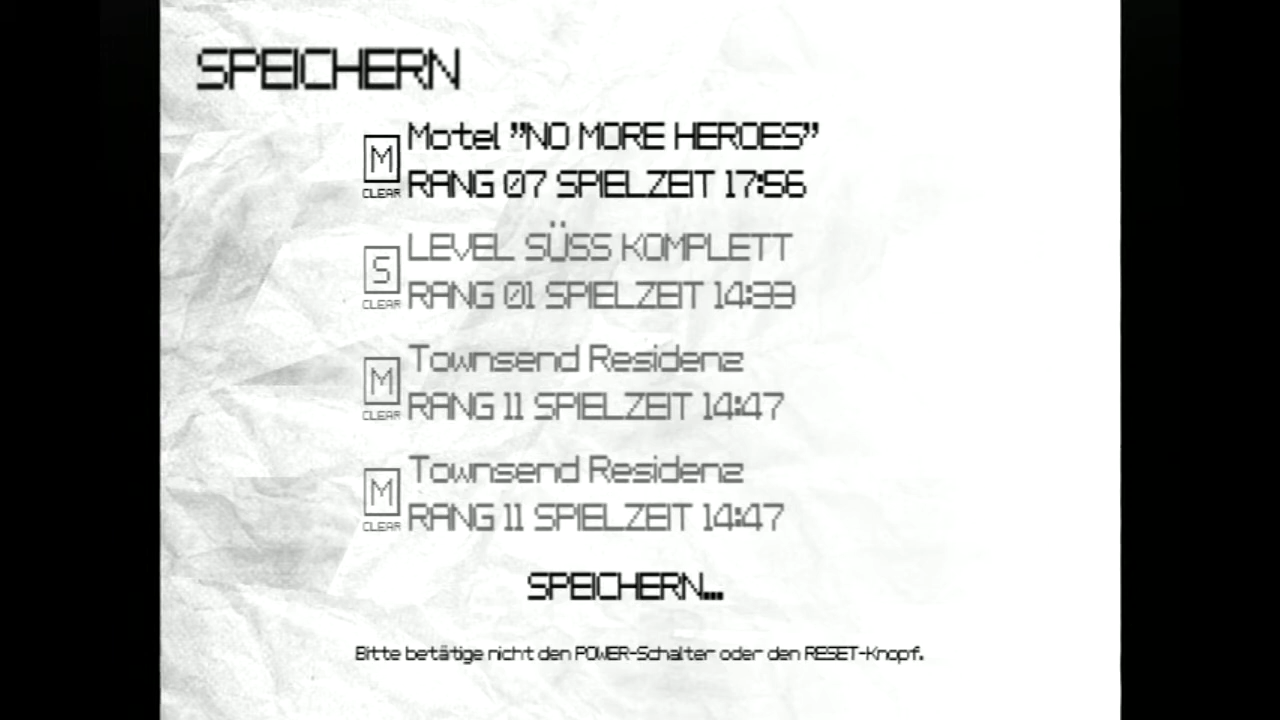 SPEICHERN
Motel "NO MORE HEROES"
M
CLEAR
RANG 07 SPIELZEIT 17:56
LEVEL SÜSS KOMPLETT
S
CLEAR
RANG 01 SPIELZEIT 14:39
Townsend Residenz
M
CLEAR
RANG 11 SPIELZEIT 14:47
Townsend Residenz
M
CLEAR
RANG 11 SPIELZEIT 14:47
SPEICHERN...
Bitte betätige nicht den POWER-Schalter oder den RESET-Knopf.